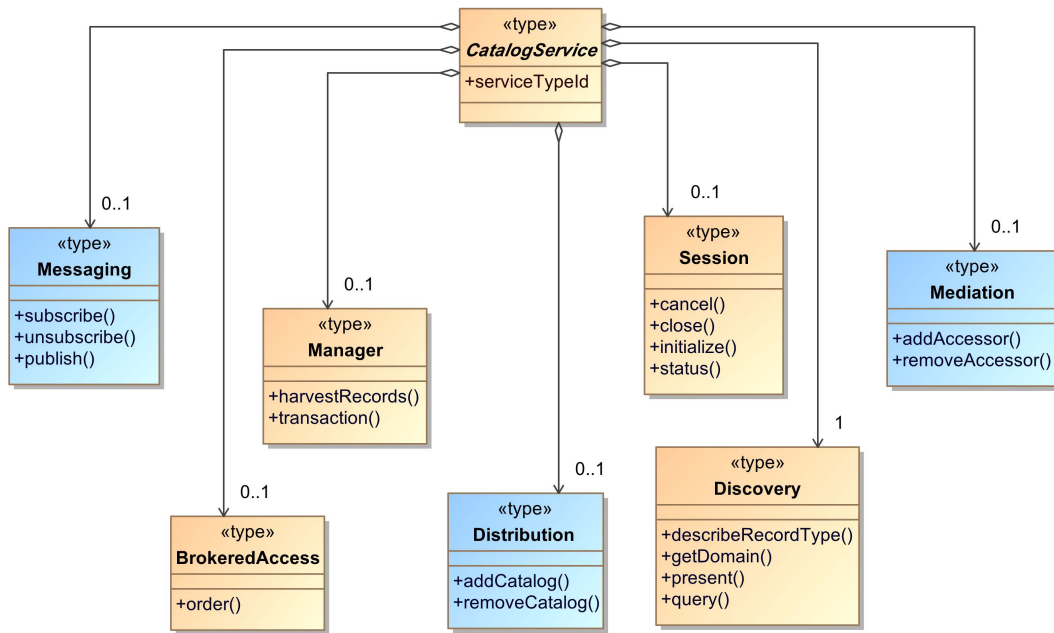 «type»
CatalogService
+serviceTypeId
0..1
«type»
Messaging
+subscribe()
+unsubscribe()
+publish()
0..1
«type»
Manager
+harvestRecords()
+transaction()
0..1
«type»
Session
+cancel()
+close()
+initialize()
+status()
0..1
«type»
Mediation
+addAccessor()
+removeAccessor()
0..1
«type»
BrokeredAccess
+order()
0..1
«type»
Distribution
+addCatalog()
+removeCatalog()
1
«type»
Discovery
+describeRecordType()
+getDomain()
+present()
+query()